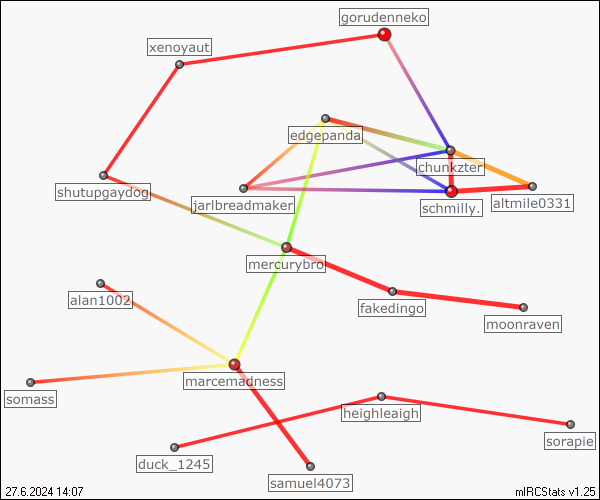 gorudenneko
xenoyaut
edgepanda
chunkzter
shutupgaydog
jarlbreadmaker
schmilly.
altmile0331
mercurybro
alan1002
fakedingo
moonraven
marcemadness
somass
heighleaigh
sorapie
duck_1245
samuel4073
27.6.2024 14:07
mIRCStats v1.25